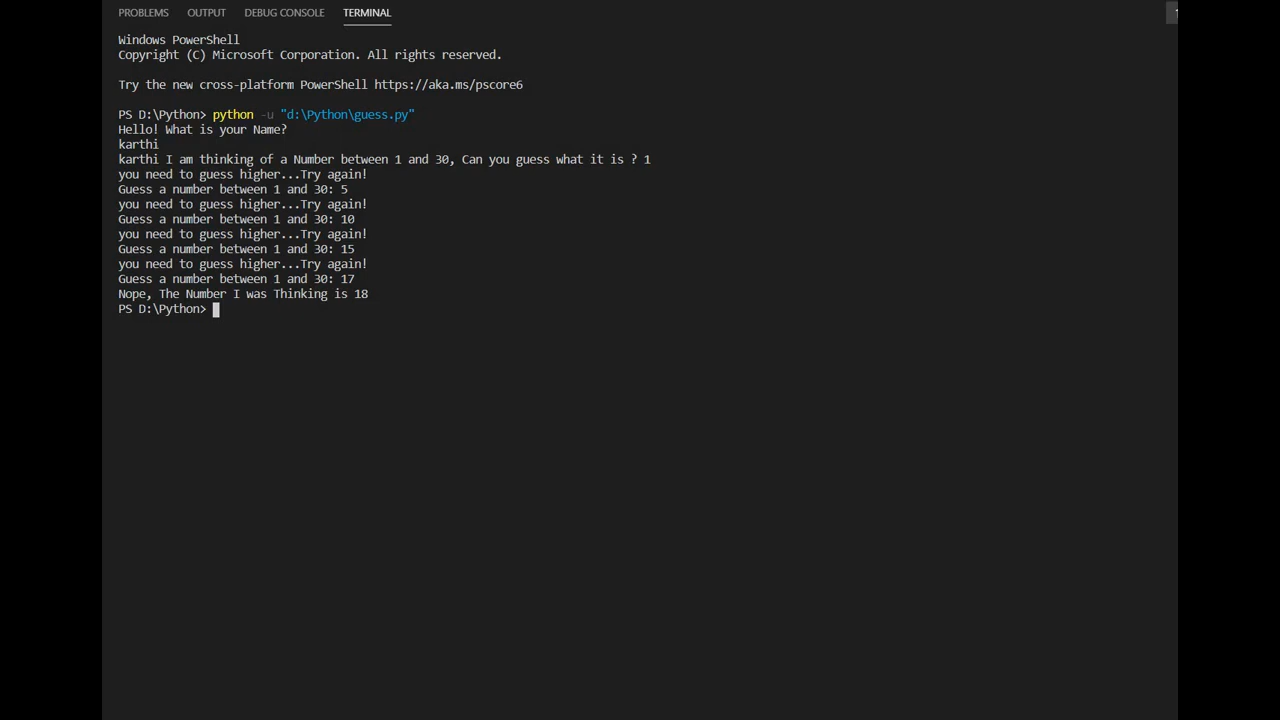 PROBLEMS OUTPUT DEBUG CONSOLE TERMINAL
Windows PowerShell
Copyright (C) Microsoft Corporation. All rights reserved.
Try the new cross-platform PowerShell https://aka.ms/pscore6
PS D:\Python> python -u "d:\Python\guess.py"
Hello! What is your Name?
karthi
karthi I am thinking of a Number between 1 and 30, Can you guess what it is ? 1
you need to guess higher...Try again!
Guess a number between 1 and 30: 5
you need to guess higher...Try again!
Guess a number between 1 and 30: 10
you need to guess higher...Try again!
Guess a number between 1 and 30: 15
you need to guess higher...Try again!
Guess a number between 1 and 30: 17
Nope, The Number I was Thinking is 18
PS D:\Python>